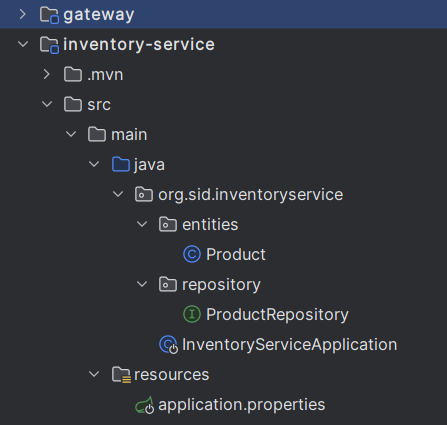 gateway
inventory-service
.mvn
src
main
java
org.sid.inventoryservice
entities
Product
repository
ProductRepository
InventoryServiceApplication
resources
application.properties